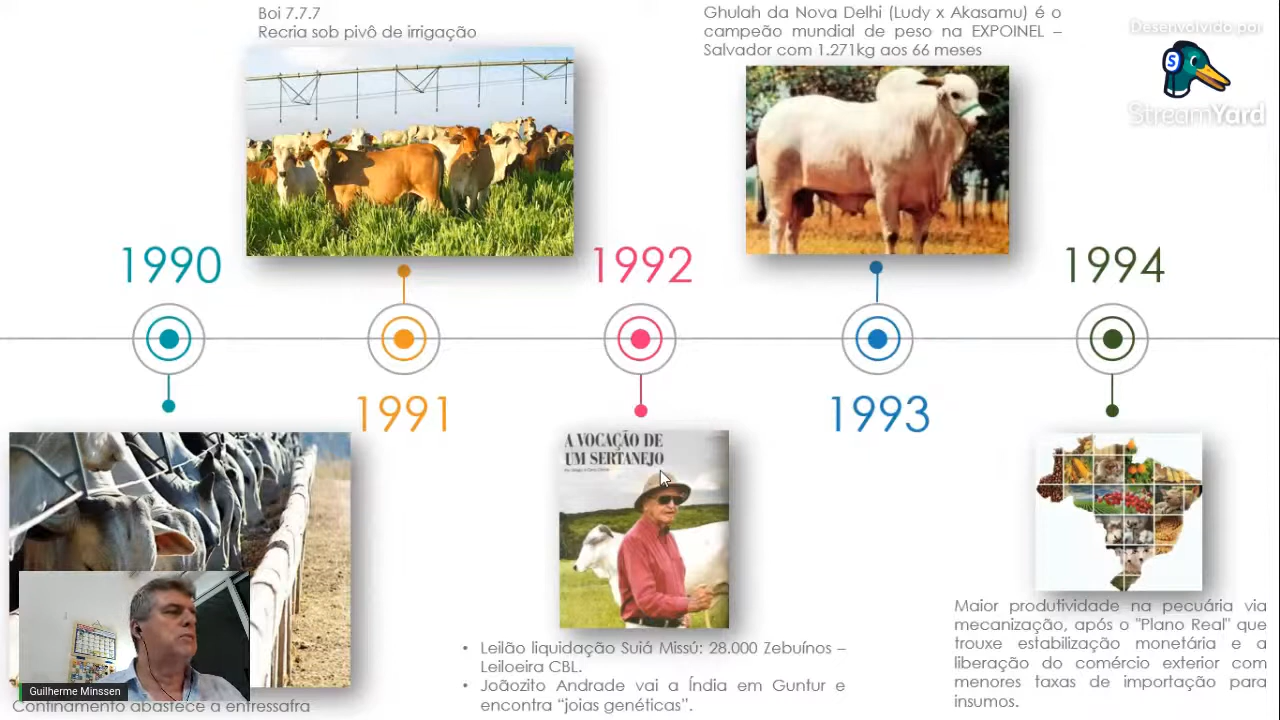 Boi 7.7.7
Recria sob pivô de irrigação
Ghulah da Nova Delhi (Ludy x Akasamu) é o
campeão mundial de peso na EXPOINEL –
Salvador com 1.271kg aos 66 meses
Desenvolvido por
StreamYard
1990
1992
1994
1991
1993
A VOCAÇÃO DE
UM SERTANEJO
Leilão liquidação Suiá Missú: 28.000 Zebuínos –
Leiloeira CBL.
Joãozito Andrade vai a Índia em Guntur e
encontra “joias genéticas”.
Maior produtividade na pecuária via
mecanização, após o "Plano Real" que
trouxe estabilização monetária e a
liberação do comércio exterior com
menores taxas de importação para
insumos.
Guilherme Minssen
Confinamento abastece a entressafra